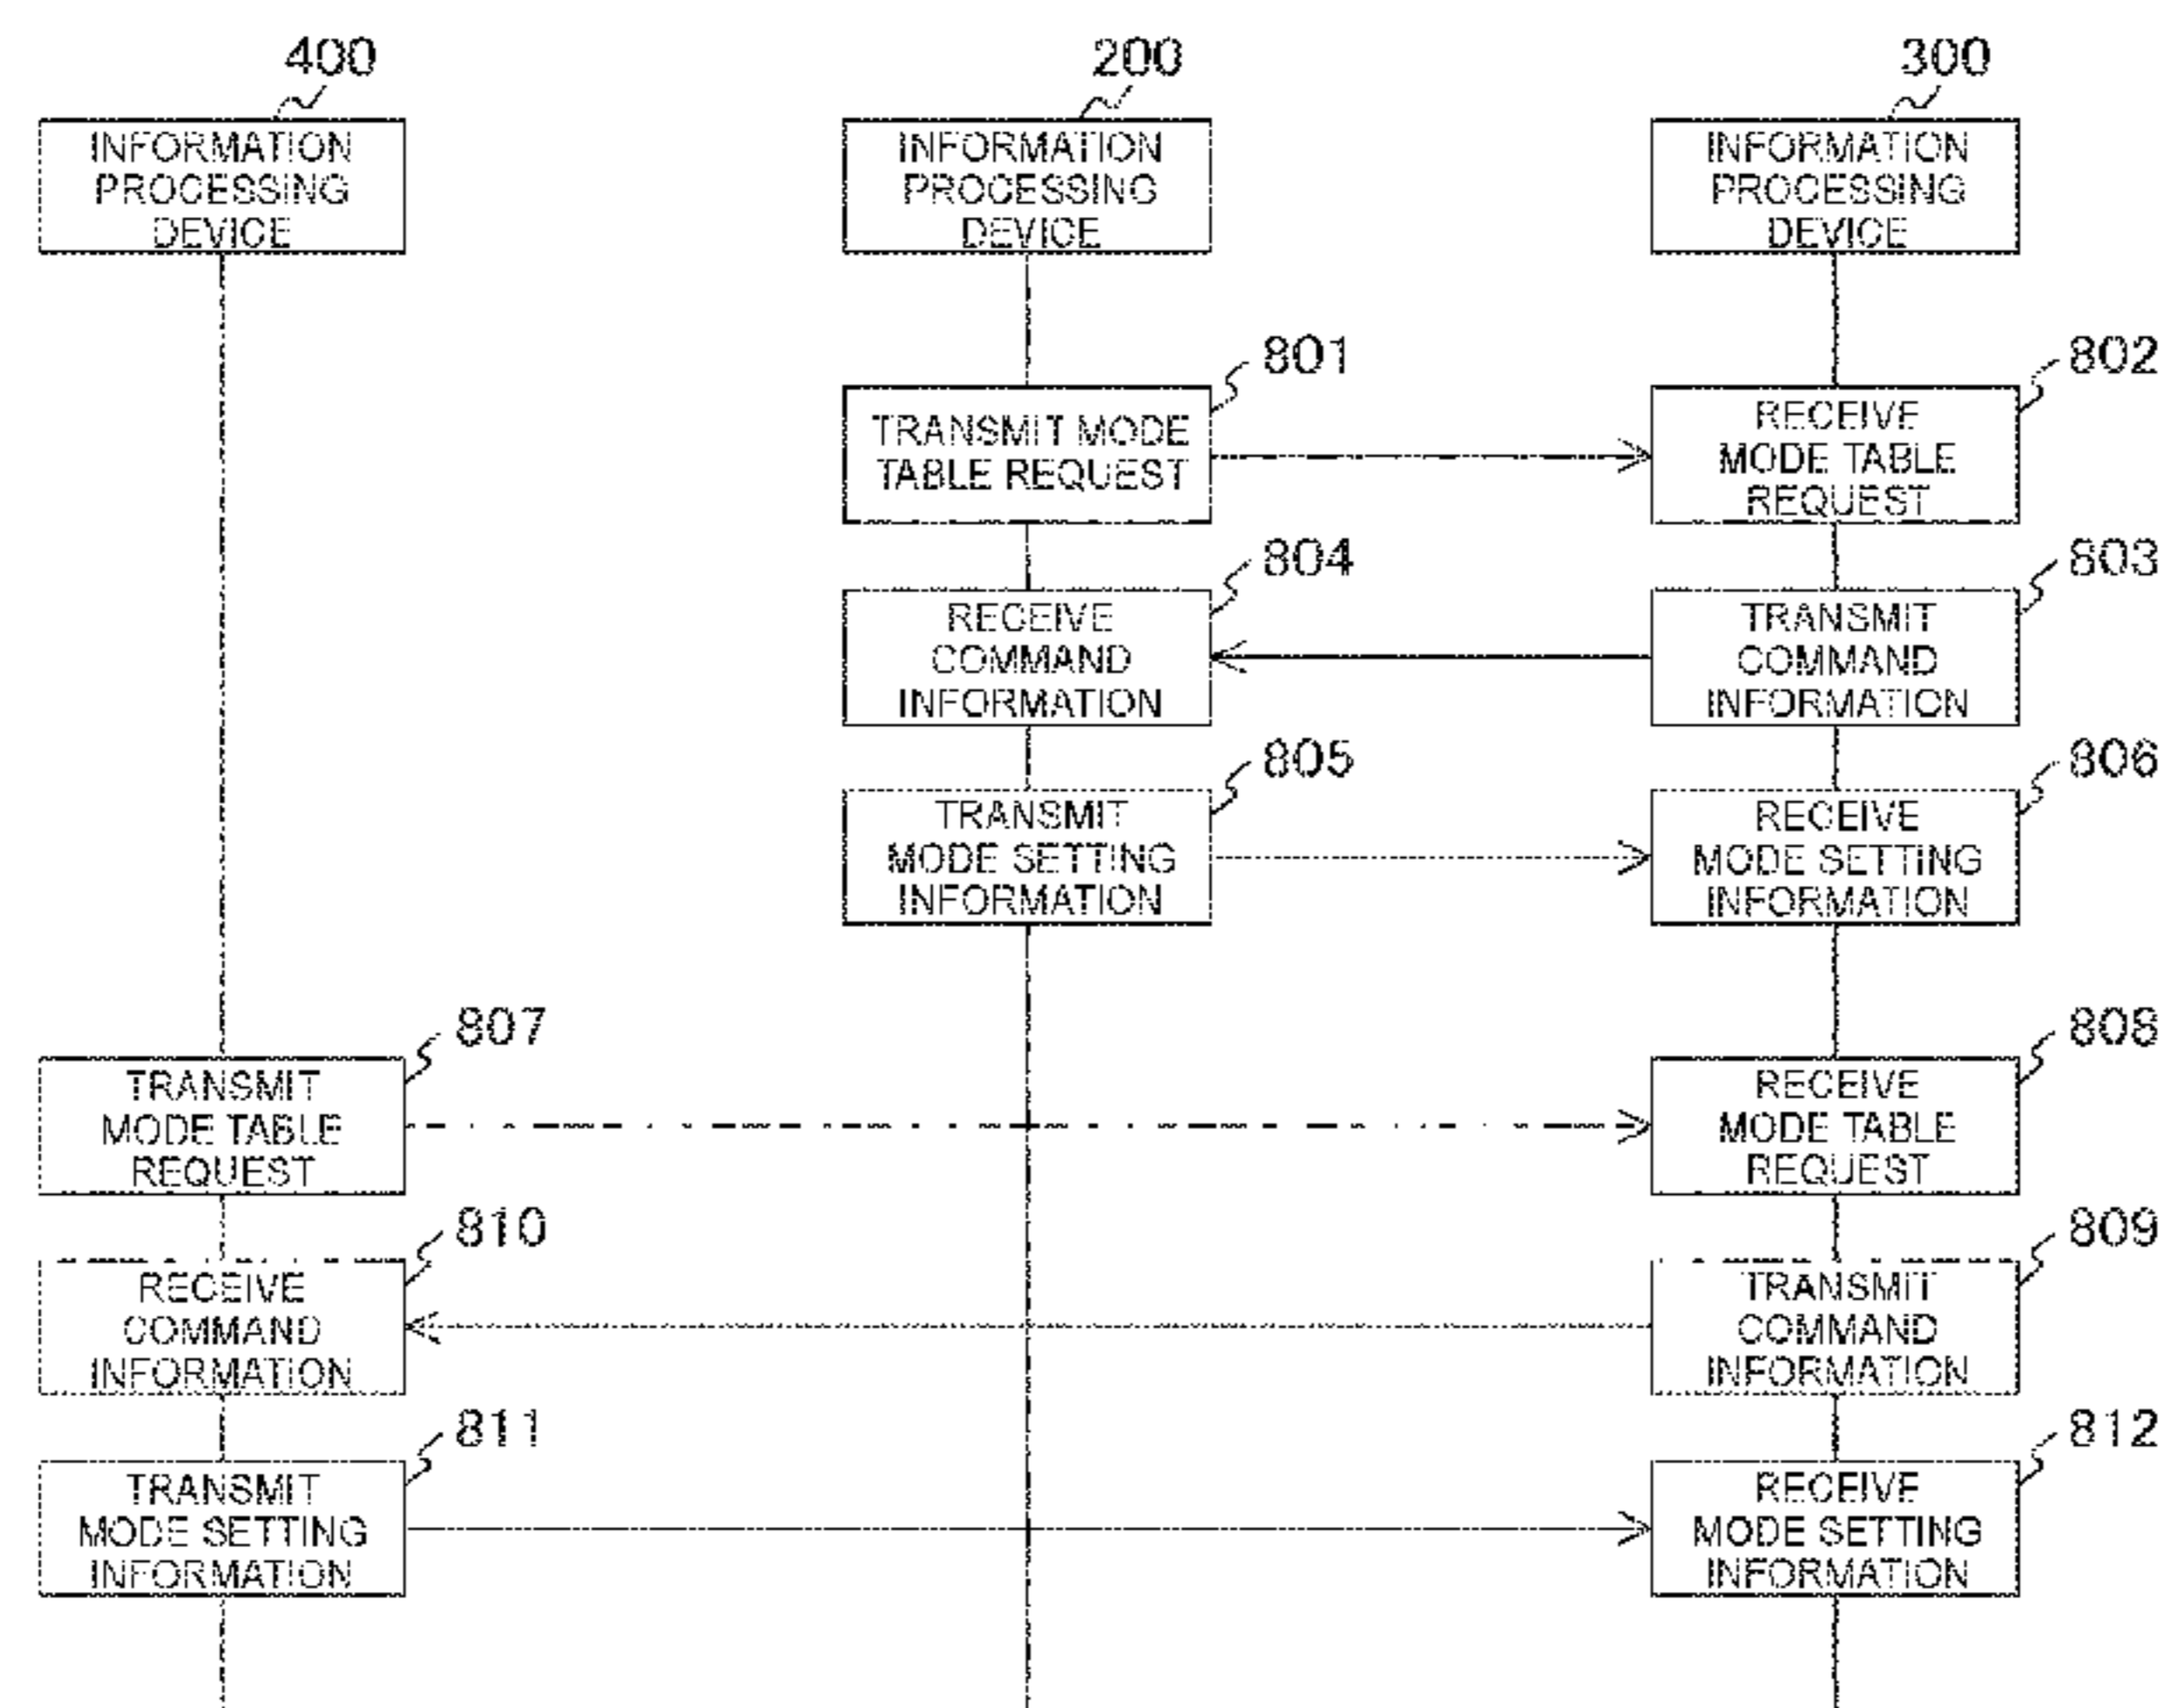 400
200
300
INFORMATION
PROCESSING
DEVICE
INFORMATION
PROCESSING
DEVICE
INFORMATION
PROCESSING
DEVICE
801
TRANSMIT MODE
TABLE REQUEST
802
RECEIVE
MODE TABLE
REQUEST
804
RECEIVE
COMMAND
INFORMATION
803
TRANSMIT
COMMAND
INFORMATION
805
TRANSMIT
MODE SETTING
INFORMATION
806
RECEIVE
MODE SETTING
INFORMATION
807
TRANSMIT
MODE TABLE
REQUEST
808
RECEIVE
MODE TABLE
REQUEST
810
RECEIVE
COMMAND
INFORMATION
809
TRANSMIT
COMMAND
INFORMATION
811
TRANSMIT
MODE SETTING
INFORMATION
812
RECEIVE
MODE SETTING
INFORMATION